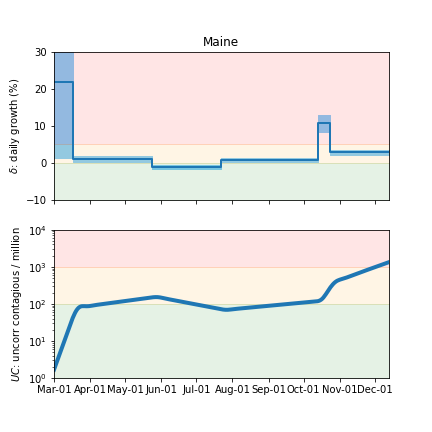 Maine
30
20
10
0
−10
δ: daily growth (%)
10⁴
10³
10²
10¹
10⁰
UC: uncorr contagious / million
Mar-01 Apr-01 May-01 Jun-01 Jul-01 Aug-01 Sep-01 Oct-01 Nov-01 Dec-01